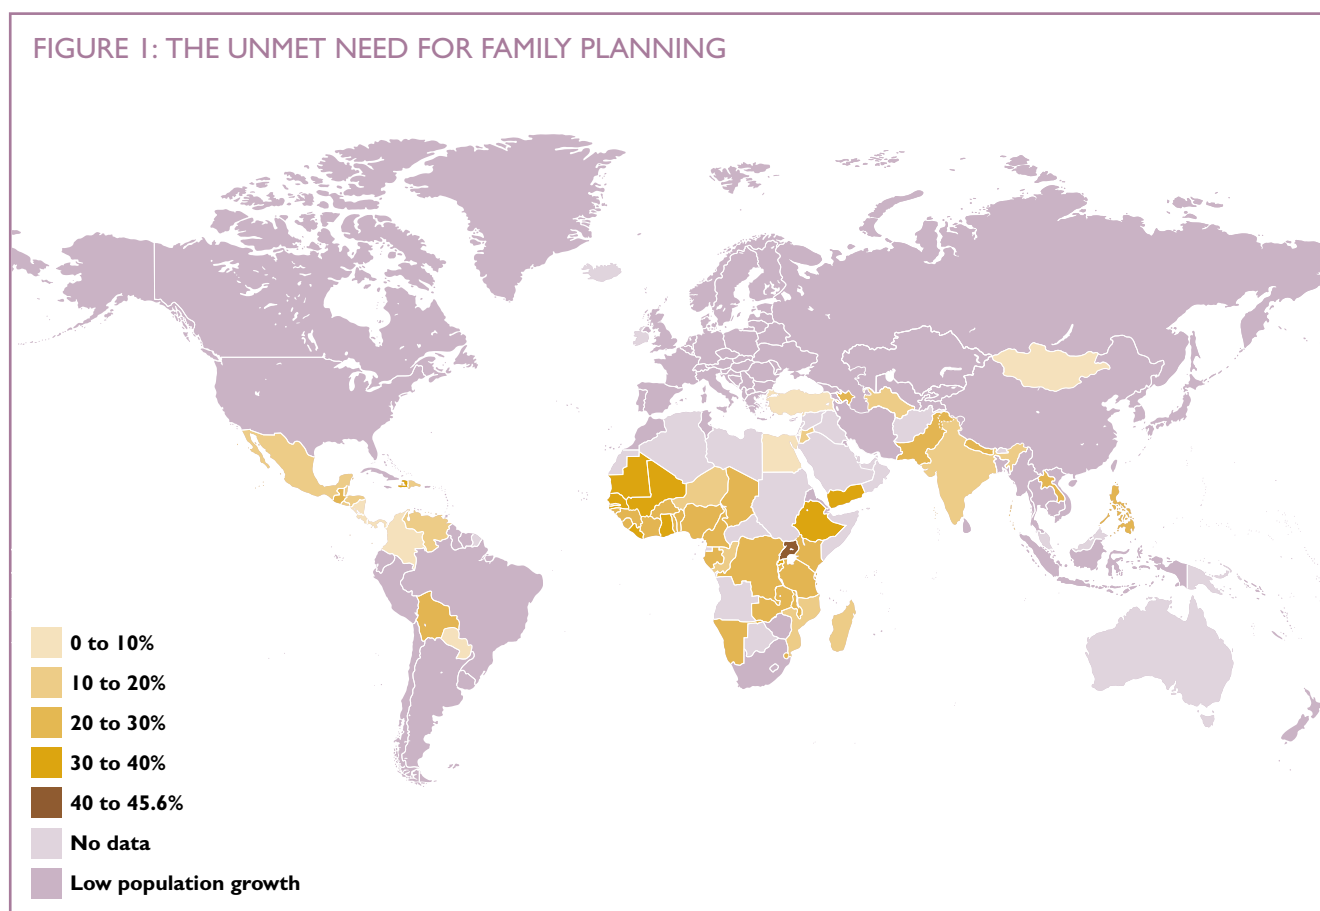 FIGURE 1: THE UNMET NEED FOR FAMILY PLANNING
0 to 10%
10 to 20%
20 to 30%
30 to 40%
40 to 45.6%
No data
Low population growth